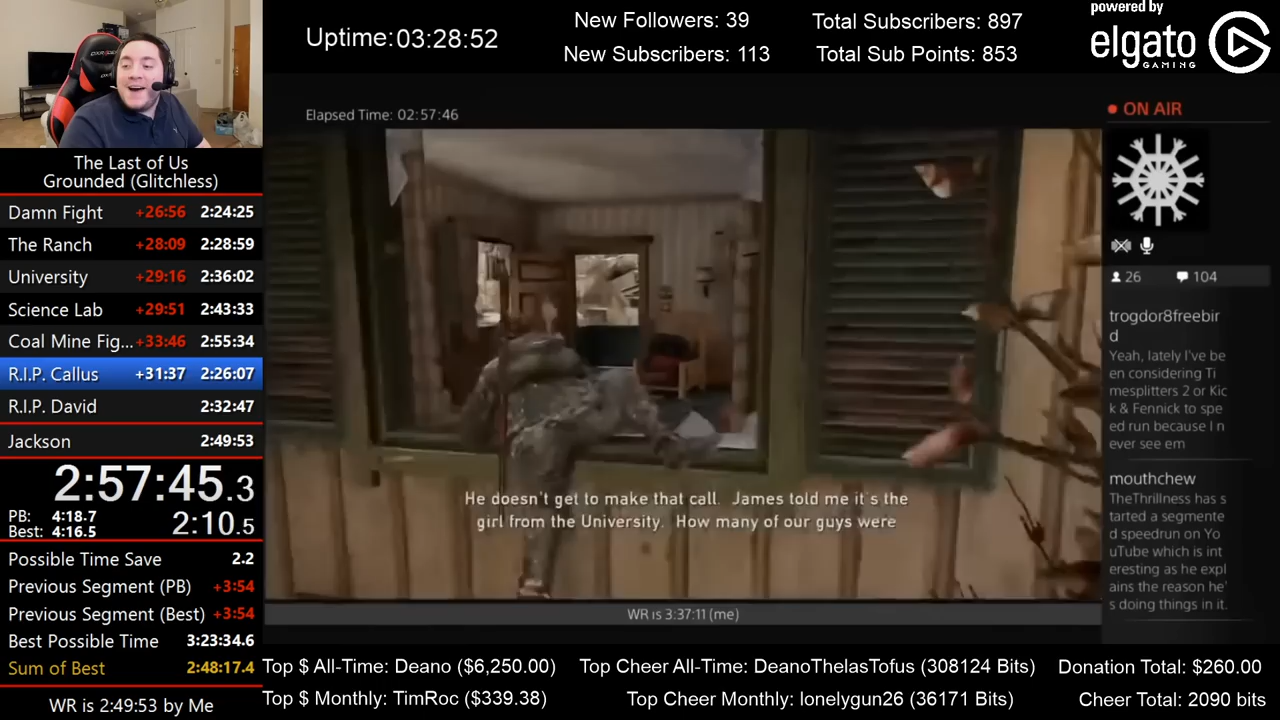 Uptime:03:28:52
New Followers: 39
New Subscribers: 113
Total Subscribers: 897
Total Sub Points: 853
powered by
elgato
GAMING
The Last of Us
Grounded (Glitchless)
Damn Fight +26:56 2:24:25
The Ranch +28:09 2:28:59
University +29:16 2:36:02
Science Lab +29:51 2:43:33
Coal Mine Fig... +33:46 2:55:34
R.I.P. Callus +31:37 2:26:07
R.I.P. David 2:32:47
Jackson 2:49:53
2:57:45.3
PB: 4:18.7
Best: 4:16.5
2:10.5
Possible Time Save 2.2
Previous Segment (PB) +3:54
Previous Segment (Best) +3:54
Best Possible Time 3:23:34.6
Sum of Best 2:48:17.4
WR is 2:49:53 by Me
Elapsed Time: 02:57:46
He doesn't get to make that call. James told me it's the
girl from the University. How many of our guys were
WR is 3:37:11 (me)
ON AIR
26 104
trogdor8freebir
d
Yeah, lately I've be
en considering Ti
mesplitters 2 or Kic
k & Fennick to spe
ed run because I n
ever see em
mouthchew
TheThrillness has s
tarted a segmente
d speedrun on Yo
uTube which is int
eresting as he expl
ains the reason he'
s doing things in it.
Top $ All-Time: Deano ($6,250.00)
Top Cheer All-Time: DeanoThelasTofus (308124 Bits)
Donation Total: $260.00
Top $ Monthly: TimRoc ($339.38)
Top Cheer Monthly: lonelygun26 (36171 Bits)
Cheer Total: 2090 bits